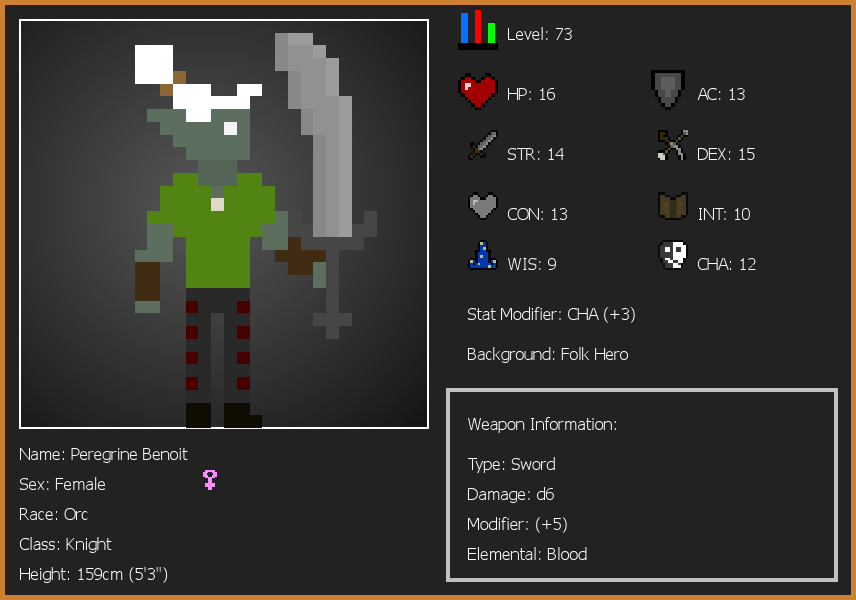 Level: 73
HP: 16
AC: 13
STR: 14
DEX: 15
CON: 13
INT: 10
WIS: 9
CHA: 12
Stat Modifier: CHA (+3)
Background: Folk Hero
Weapon Information:
Type: Sword
Damage: d6
Modifier: (+5)
Elemental: Blood
Name: Peregrine Benoit
Sex: Female
Race: Orc
Class: Knight
Height: 159cm (5'3")